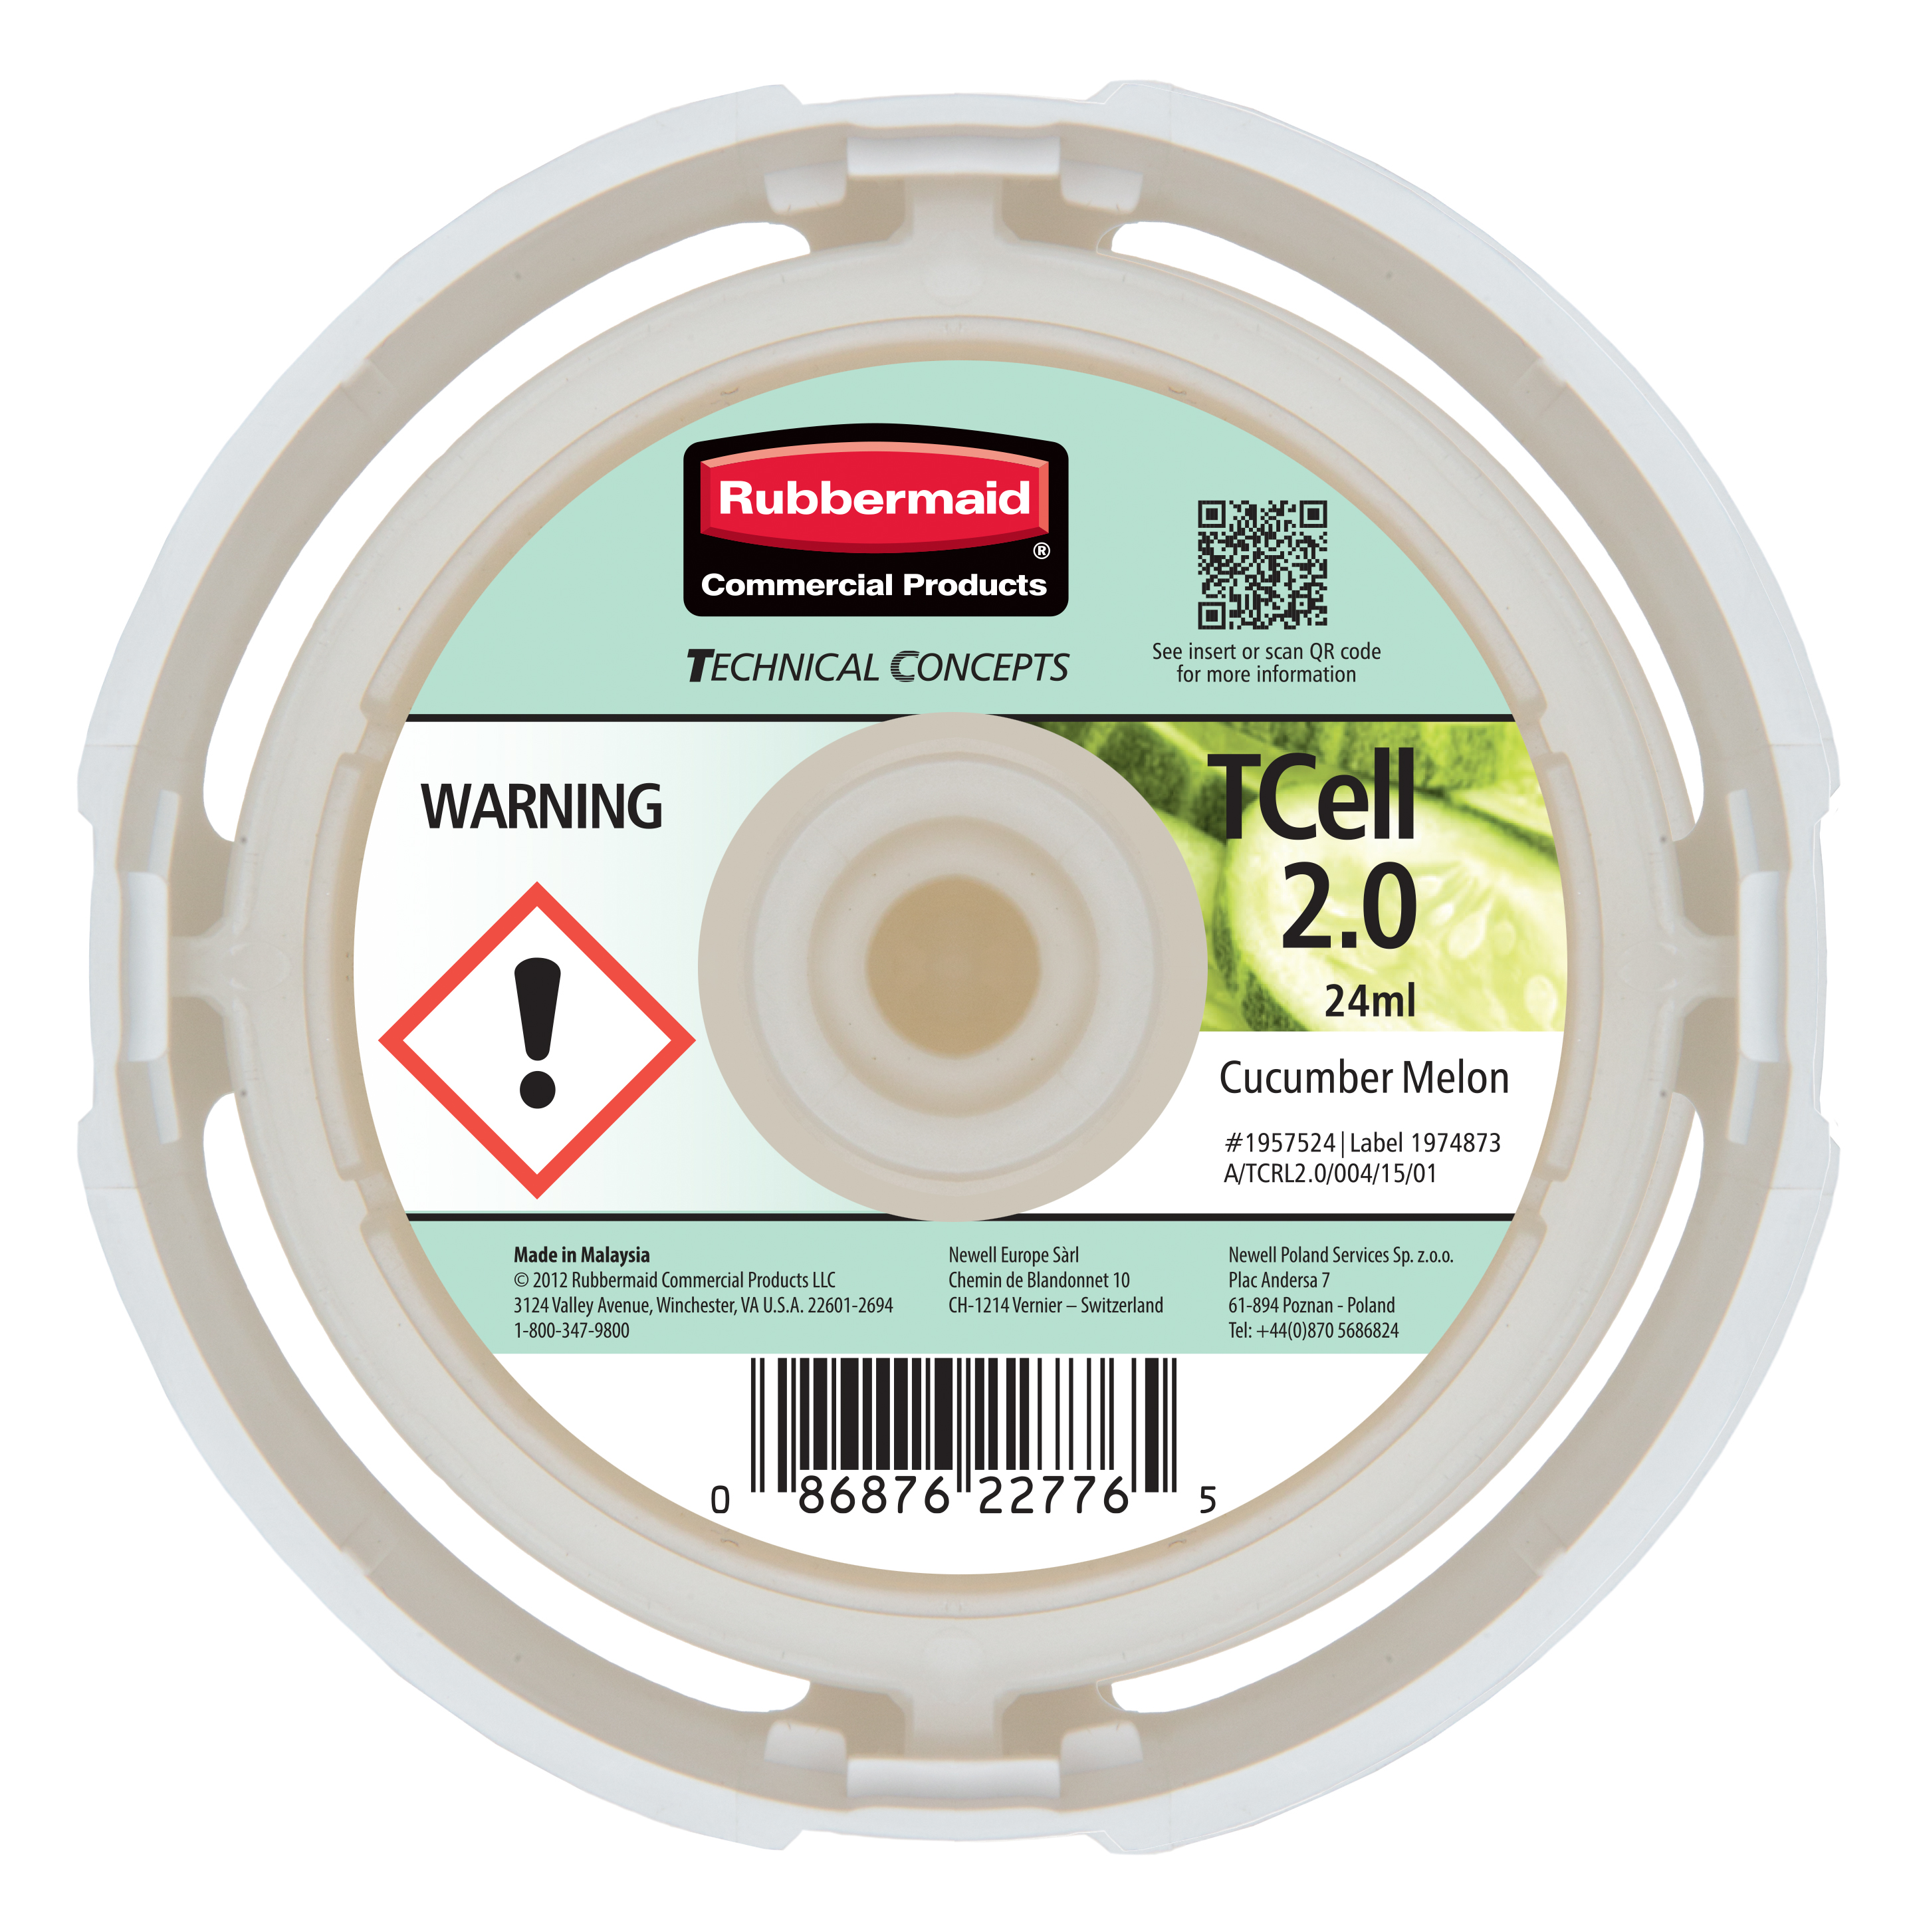 Rubbermaid
®
Commercial Products
TECHNICAL CONCEPTS
See insert or scan QR code
for more information
WARNING
!
TCell
2.0
24ml
Cucumber Melon
#1957524 | Label 1974873
A/TCRL2.0/004/15/01
Made in Malaysia
© 2012 Rubbermaid Commercial Products LLC
3124 Valley Avenue, Winchester, VA U.S.A. 22601-2694
1-800-347-9800
Newell Europe Sàrl
Chemin de Blandonnet 10
CH-1214 Vernier – Switzerland
Newell Poland Services Sp. z.o.o.
Plac Andersa 7
61-894 Poznan - Poland
Tel: +44(0)870 5686824
0 86876 22776 5